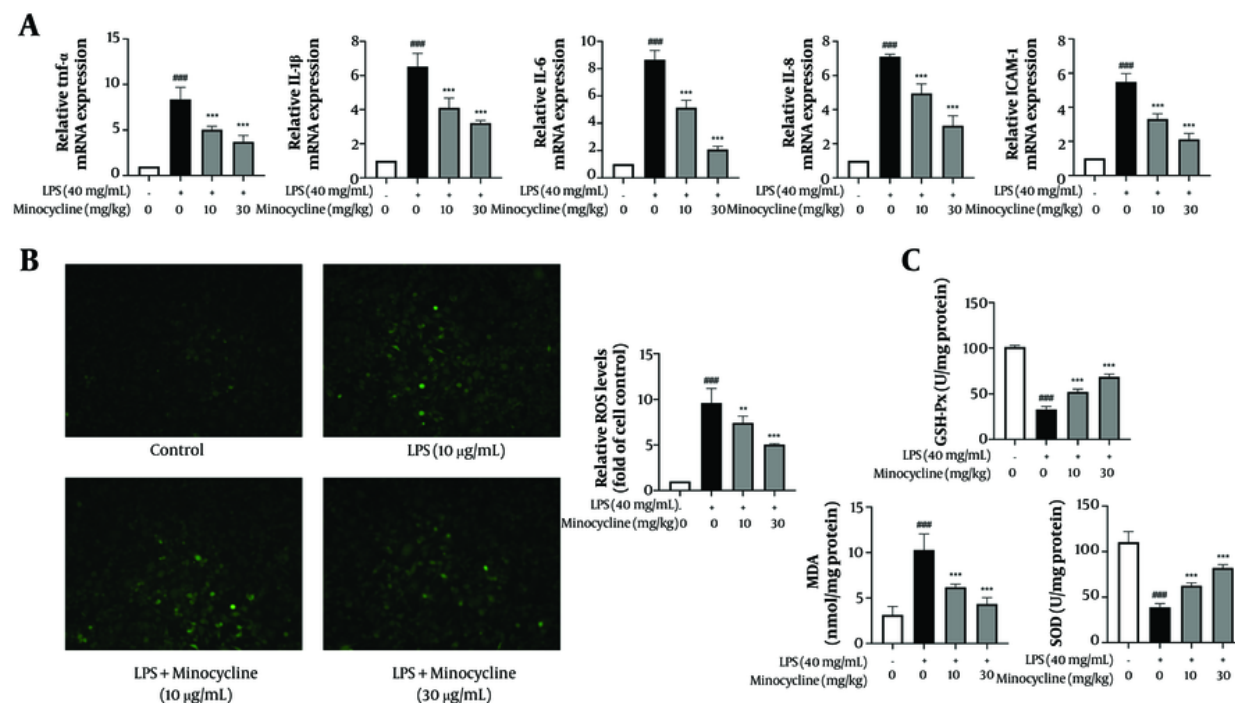 A
Relative tnf-α
mRNA expression
15
10
5
0
###
***
***
LPS (40 mg/mL) - + + +
Minocycline (mg/kg) 0 0 10 30
Relative IL-1β
mRNA expression
8
6
4
2
0
###
***
***
LPS (40 mg/mL) - + + +
Minocycline (mg/kg) 0 0 10 30
Relative IL-6
mRNA expression
10
8
6
4
2
0
###
***
***
LPS (40 mg/mL) - + + +
Minocycline (mg/kg) 0 0 10 30
Relative IL-8
mRNA expression
8
6
4
2
0
###
***
***
LPS (40 mg/mL) - + + +
Minocycline (mg/kg) 0 0 10 30
Relative ICAM-1
mRNA expression
8
6
4
2
0
###
***
***
LPS (40 mg/mL) - + + +
Minocycline (mg/kg) 0 0 10 30
B
Control
LPS (10 μg/mL)
LPS + Minocycline
(10 μg/mL)
LPS + Minocycline
(30 μg/mL)
Relative ROS levels
(fold of cell control)
15
10
5
0
###
**
***
LPS (40 mg/mL) - + + +
Minocycline (mg/kg) 0 0 10 30
C
GSH-Px (U/mg protein)
150
100
50
0
###
***
***
LPS (40 mg/mL) - + + +
Minocycline (mg/kg) 0 0 10 30
MDA
(nmol/mg protein)
15
10
5
0
###
***
***
LPS (40 mg/mL) - + + +
Minocycline (mg/kg) 0 0 10 30
SOD (U/mg protein)
150
100
50
0
###
***
***
LPS (40 mg/mL) - + + +
Minocycline (mg/kg) 0 0 10 30